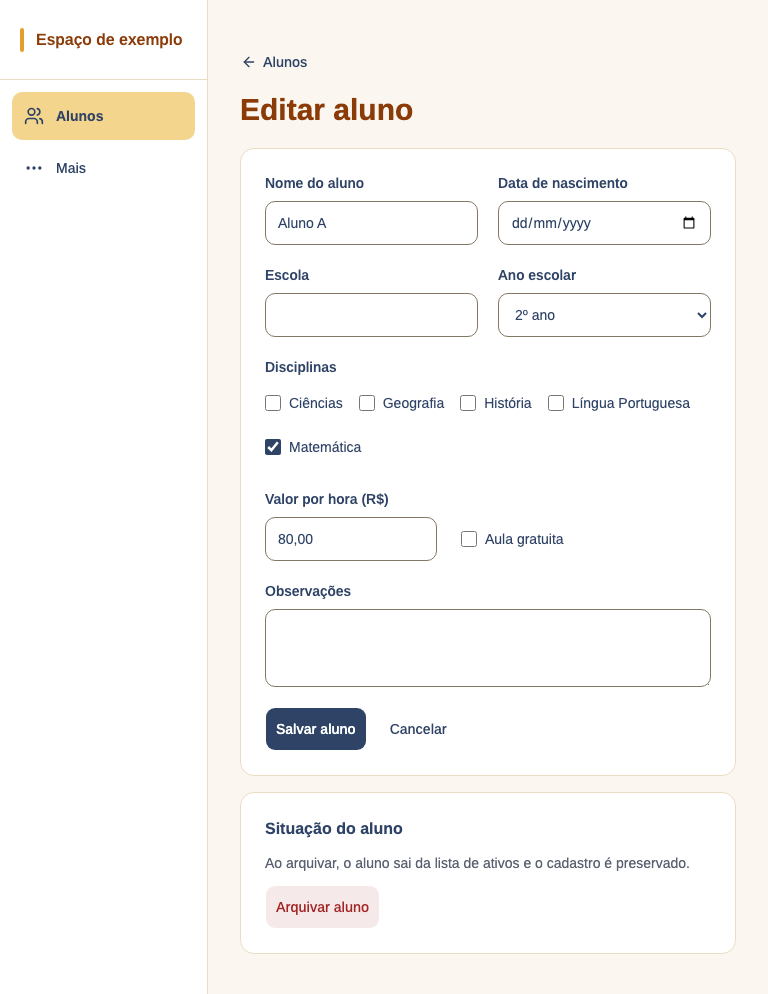 Espaço de exemplo
Alunos
Mais
Alunos
Editar aluno
Nome do aluno
Data de nascimento
Aluno A
dd/mm/yyyy
Escola
Ano escolar
2º ano
Disciplinas
Ciências
Geografia
História
Língua Portuguesa
Matemática
Valor por hora (R$)
80,00
Aula gratuita
Observações
Salvar aluno
Cancelar
Situação do aluno
Ao arquivar, o aluno sai da lista de ativos e o cadastro é preservado.
Arquivar aluno